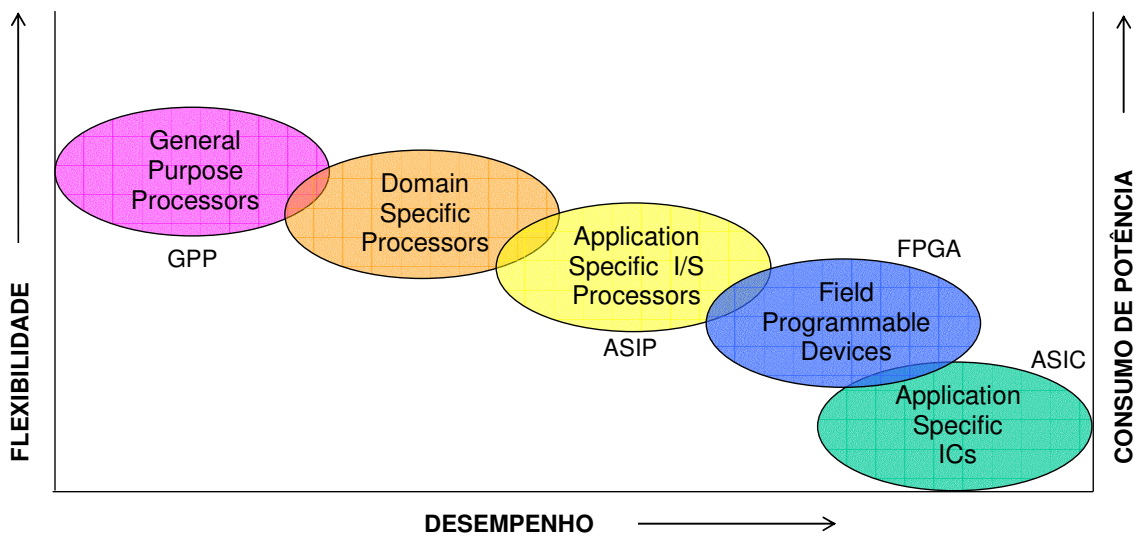 FLEXIBILIDADE
General
Purpose
Processors
GPP
Domain
Specific
Processors
Application
Specific I/S
Processors
ASIP
FPGA
Field
Programmable
Devices
ASIC
Application
Specific
ICs
CONSUMO DE POTÊNCIA
DESEMPENHO